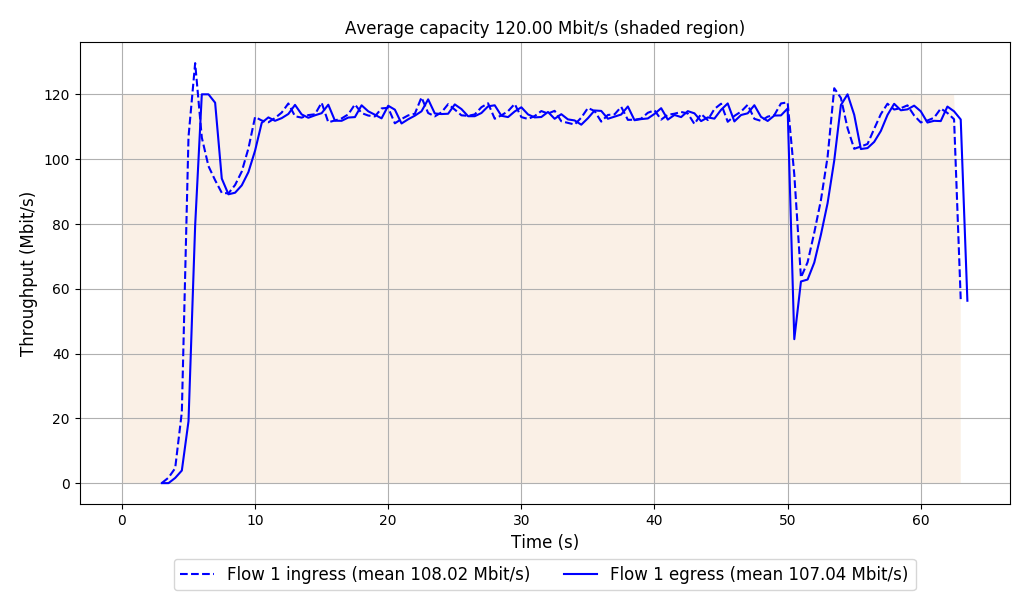 Average capacity 120.00 Mbit/s (shaded region)
Throughput (Mbit/s)
120
100
80
60
40
20
0
0 10 20 30 40 50 60
Time (s)
Flow 1 ingress (mean 108.02 Mbit/s) Flow 1 egress (mean 107.04 Mbit/s)